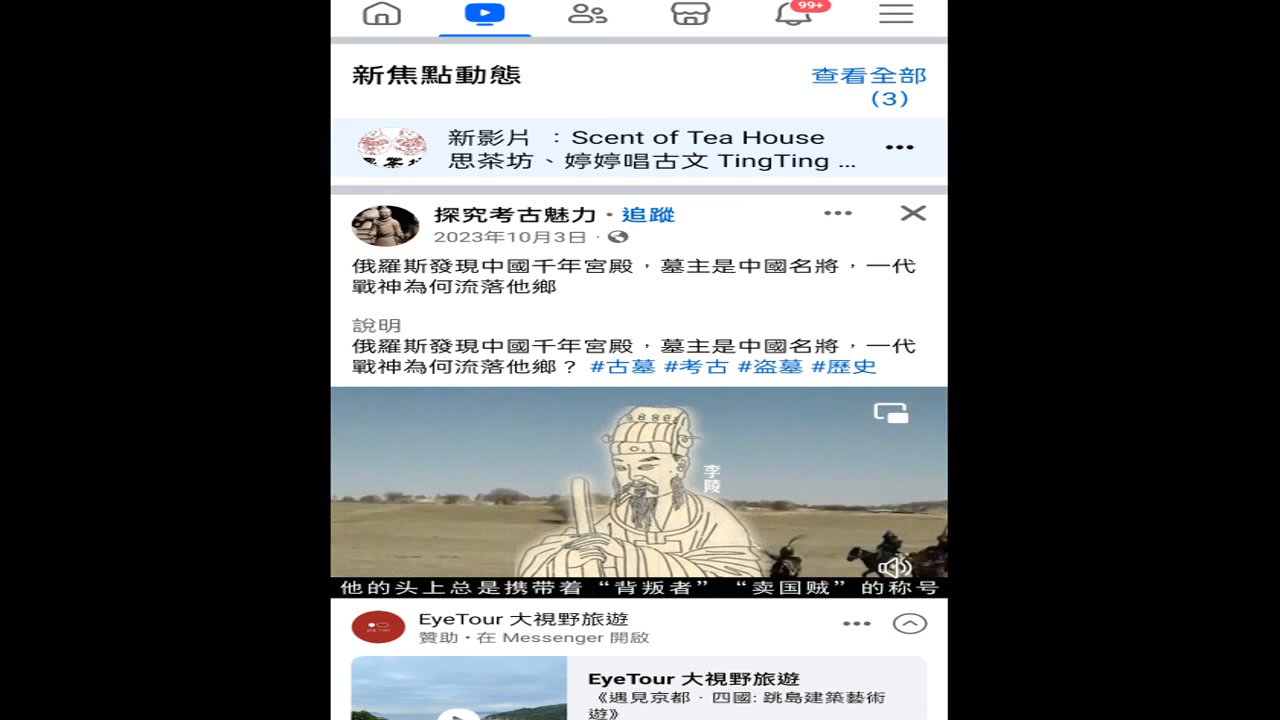 99+
新焦點動態
查看全部
(3)
新影片 ：Scent of Tea House
思茶坊、婷婷唱古文 TingTing ...
探究考古魅力・追蹤
2023年10月3日 ·
俄羅斯發現中國千年宮殿，墓主是中國名將，一代
戰神為何流落他鄉
說明
俄羅斯發現中國千年宮殿，墓主是中國名將，一代
戰神為何流落他鄉？ #古墓 #考古 #盗墓 #歷史
李陵
他的头上总是携带着“背叛者”“卖国贼”的称号
EyeTour 大視野旅遊
贊助・在 Messenger 開啟
EyeTour 大視野旅遊
《遇見京都．四國: 跳島建築藝術
遊》